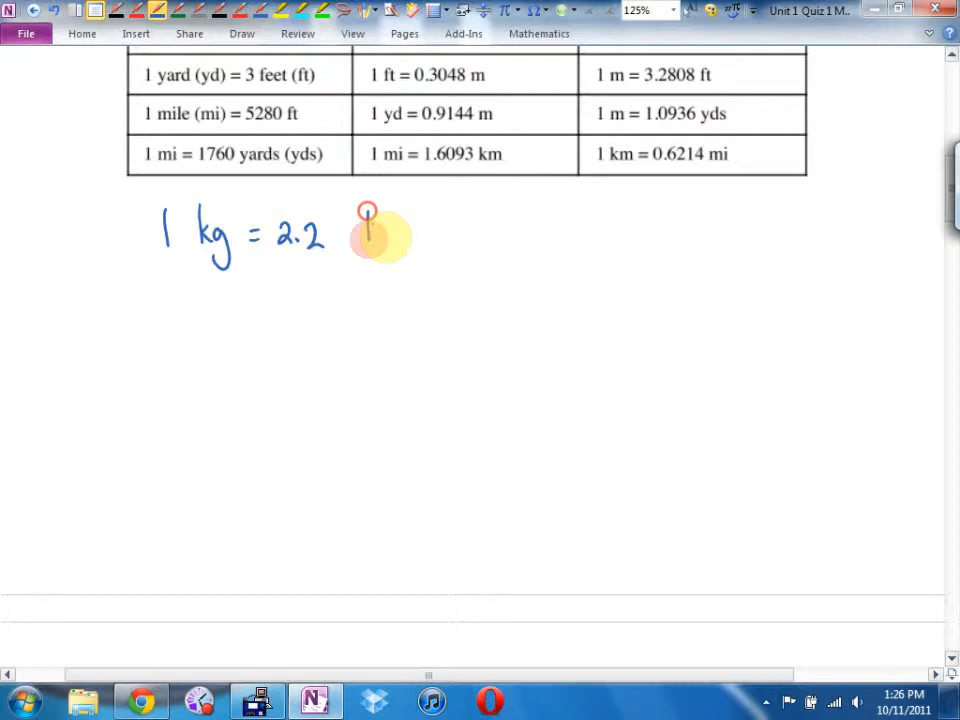 125% Unit 1 Quiz 1 M..
File Home Insert Share Draw Review View Pages Add-Ins Mathematics
1 yard (yd) = 3 feet (ft) 1 ft = 0.3048 m 1 m = 3.2808 ft
1 mile (mi) = 5280 ft 1 yd = 0.9144 m 1 m = 1.0936 yds
1 mi = 1760 yards (yds) 1 mi = 1.6093 km 1 km = 0.6214 mi
1 kg = 2.2 l
1:26 PM
10/11/2011